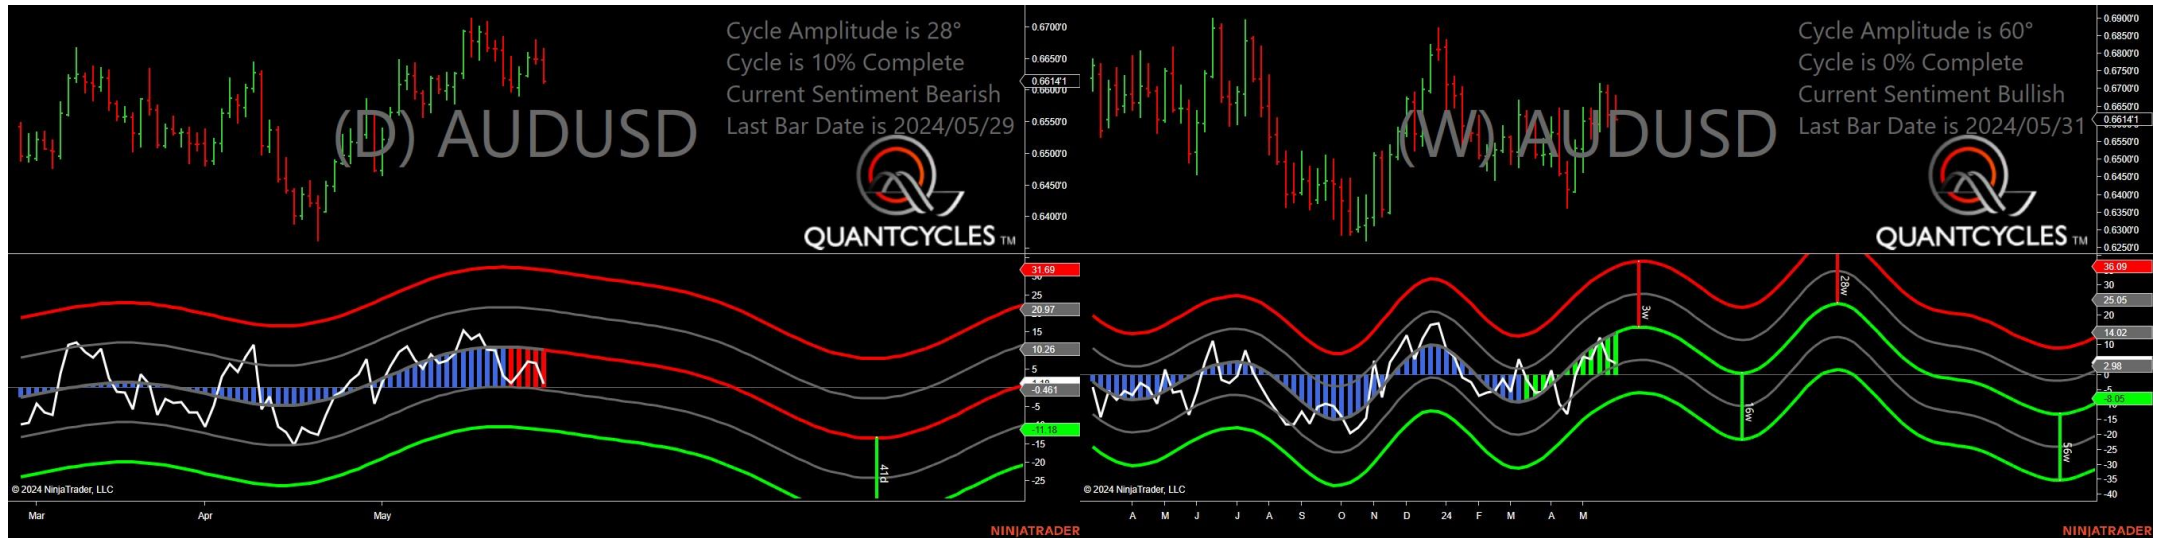 Cycle Amplitude is 28°
Cycle is 10% Complete
Current Sentiment Bearish
Last Bar Date is 2024/05/29
(D) AUDUSD
QUANTCYCLES TM
0.6700'0
0.6650'0
0.6614'1
0.6600'0
0.6550'0
0.6500'0
0.6450'0
0.6400'0
31.69
25
20.97
15
10.26
5
-0.461
-5
-11.18
-15
-20
-25
41d
© 2024 NinjaTrader, LLC
Mar
Apr
May
NINJATRADER
Cycle Amplitude is 60°
Cycle is 0% Complete
Current Sentiment Bullish
Last Bar Date is 2024/05/31
(W) AUDUSD
QUANTCYCLES TM
0.6900'0
0.6850'0
0.6800'0
0.6750'0
0.6700'0
0.6650'0
0.6614'1
0.6550'0
0.6500'0
0.6450'0
0.6400'0
0.6350'0
0.6300'0
0.6250'0
36.09
30
25.05
20
14.02
10
2.98
0
-5
-8.05
-15
-20
-25
-30
-35
-40
3w
16w
28w
56w
© 2024 NinjaTrader, LLC
A M J J A S O N D 24 F M A M
NINJATRADER